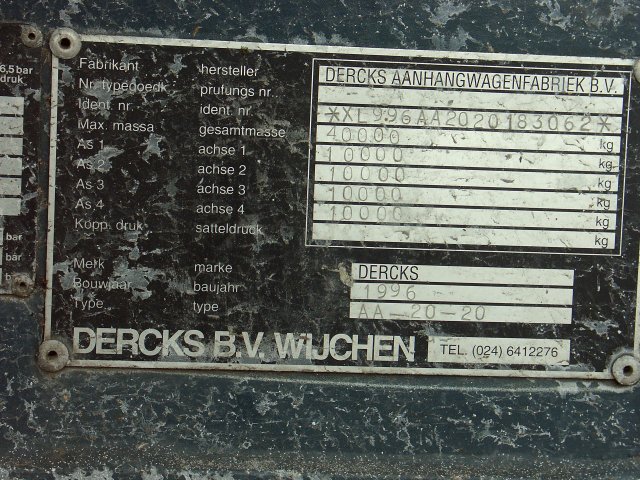 6,5 bar
druk
Fabrikant hersteller DERCKS AANHANGWAGENFABRIEK B.V.
Nr. typegoedk. prufungs nr.
Ident. nr. ident. nr. *XL99GAA2020183062*
Max. massa gesamtmasse 40000 kg
As 1 achse 1 10000 kg
As 2 achse 2 10000 kg
As 3 achse 3 10000 kg
As 4 achse 4 10000 kg
Kopp. druk satteldruck kg
bar
bar
bar
Merk marke DERCKS
Bouwjaar baujahr 1996
Type type AA-20-20
DERCKS B.V. WIJCHEN TEL. (024) 6412276